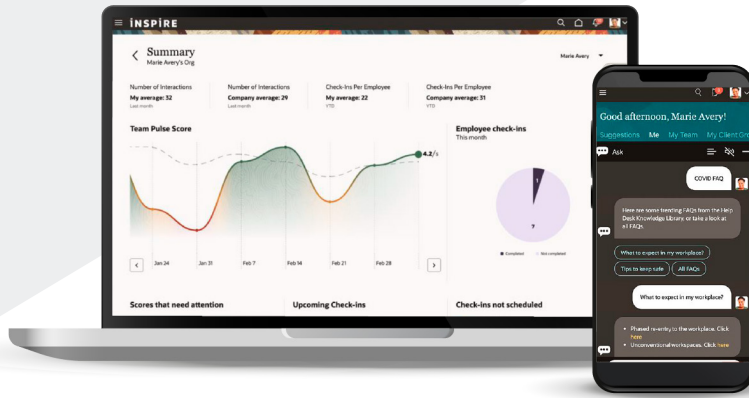 INSPIRE
Summary
Marie Avery's Org
Marie Avery
Number of Interactions
My average: 32
Last month
Number of Interactions
Company average: 29
Last month
Check-Ins Per Employee
My average: 22
YTD
Check-Ins Per Employee
Company average: 31
YTD
Team Pulse Score
4.2/5
Jan 24
Jan 31
Feb 7
Feb 14
Feb 21
Feb 28
Employee check-ins
This month
1
7
Completed
Not completed
Scores that need attention
Upcoming Check-Ins
Check-Ins not scheduled
Good afternoon, Marie Avery!
Suggestions
Me
My Team
My Client Gro
Ask
COVID FAQ
Here are some trending FAQs from the Help
Desk Knowledge Library, or take a look at
all FAQs.
What to expect in my workplace?
Tips to keep safe
All FAQs
What to expect in my workplace?
• Phased re-entry to the workplace. Click
here
• Unconventional workspaces. Click here